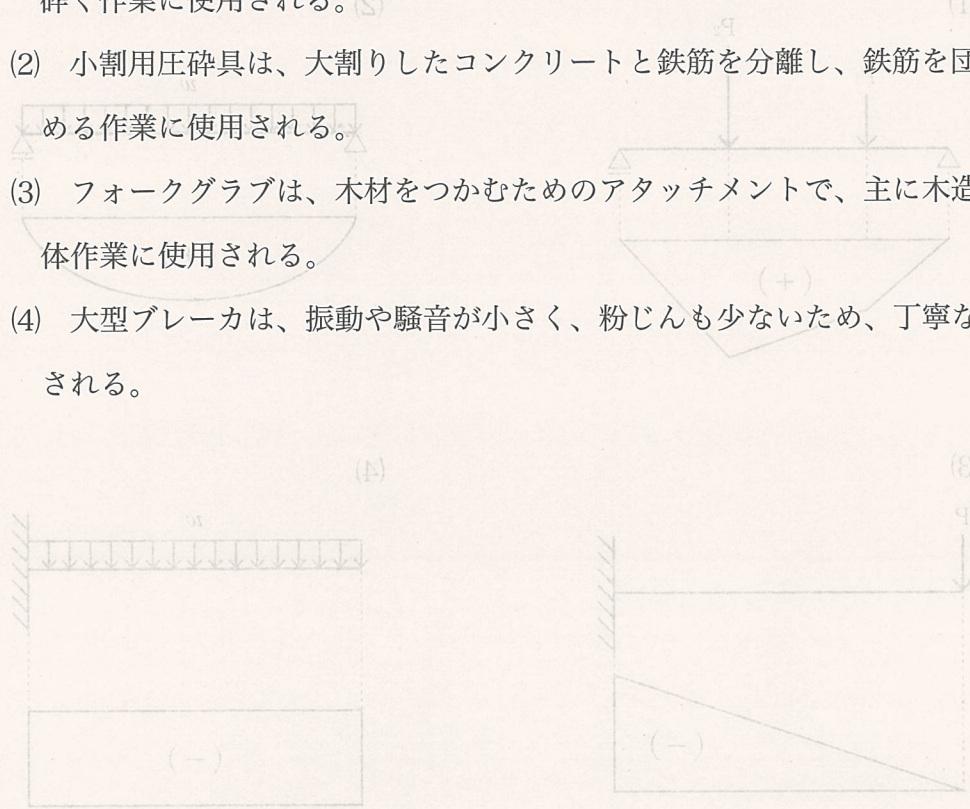 砕く作業に使用される。
(2) 小割用圧砕具は、大割りしたコンクリートと鉄筋を分離し、鉄筋を団
める作業に使用される。
(3) フォークグラブは、木材をつかむためのアタッチメントで、主に木造
体作業に使用される。
(4) 大型ブレーカは、振動や騒音が小さく、粉じんも少ないため、丁寧な
される。